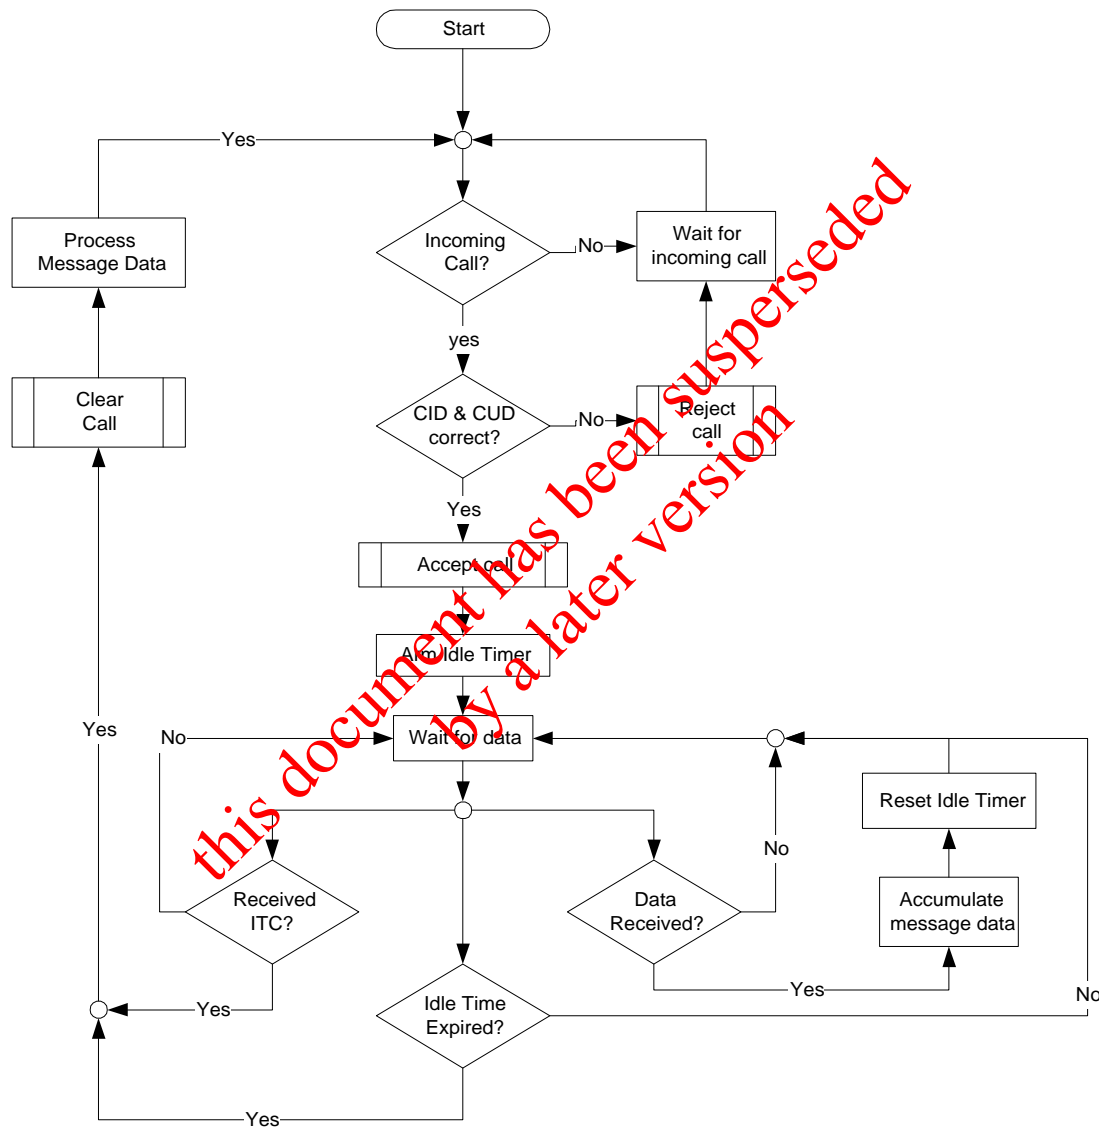 Start
Yes
Process
Message Data
Incoming
Call?
No
Wait for
incoming call
yes
Clear
Call
CID & CUD
correct?
No
Reject
call
Yes
Accept call
Arm Idle Timer
Yes
No
Wait for data
Reset Idle Timer
No
Received
ITC?
Data
Received?
Accumulate
message data
Yes
Idle Time
Expired?
Yes
No
Yes
this document has been susperseded
by a later version